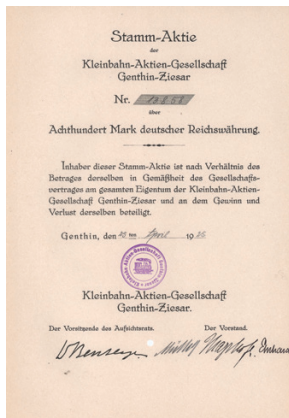 Stamm-Aktie
der
Kleinbahn-Aktien-Gesellschaft
Genthin-Ziesar
Nr.
über
Achthundert Mark deutscher Reichswährung.
Inhaber dieser Stamm-Aktie ist nach Verhältnis des
Betrages derselben in Gemäßheit des Gesellschafts-
vertrages am gesamten Eigentum der Kleinbahn-Aktien-
Gesellschaft Genthin-Ziesar und an dem Gewinn und
Verlust derselben beteiligt.
Genthin, den April 19
Kleinbahn-Aktien-Gesellschaft
Genthin-Ziesar.
Der Vorsitzende des Aufsichtsrats. Der Vorstand.